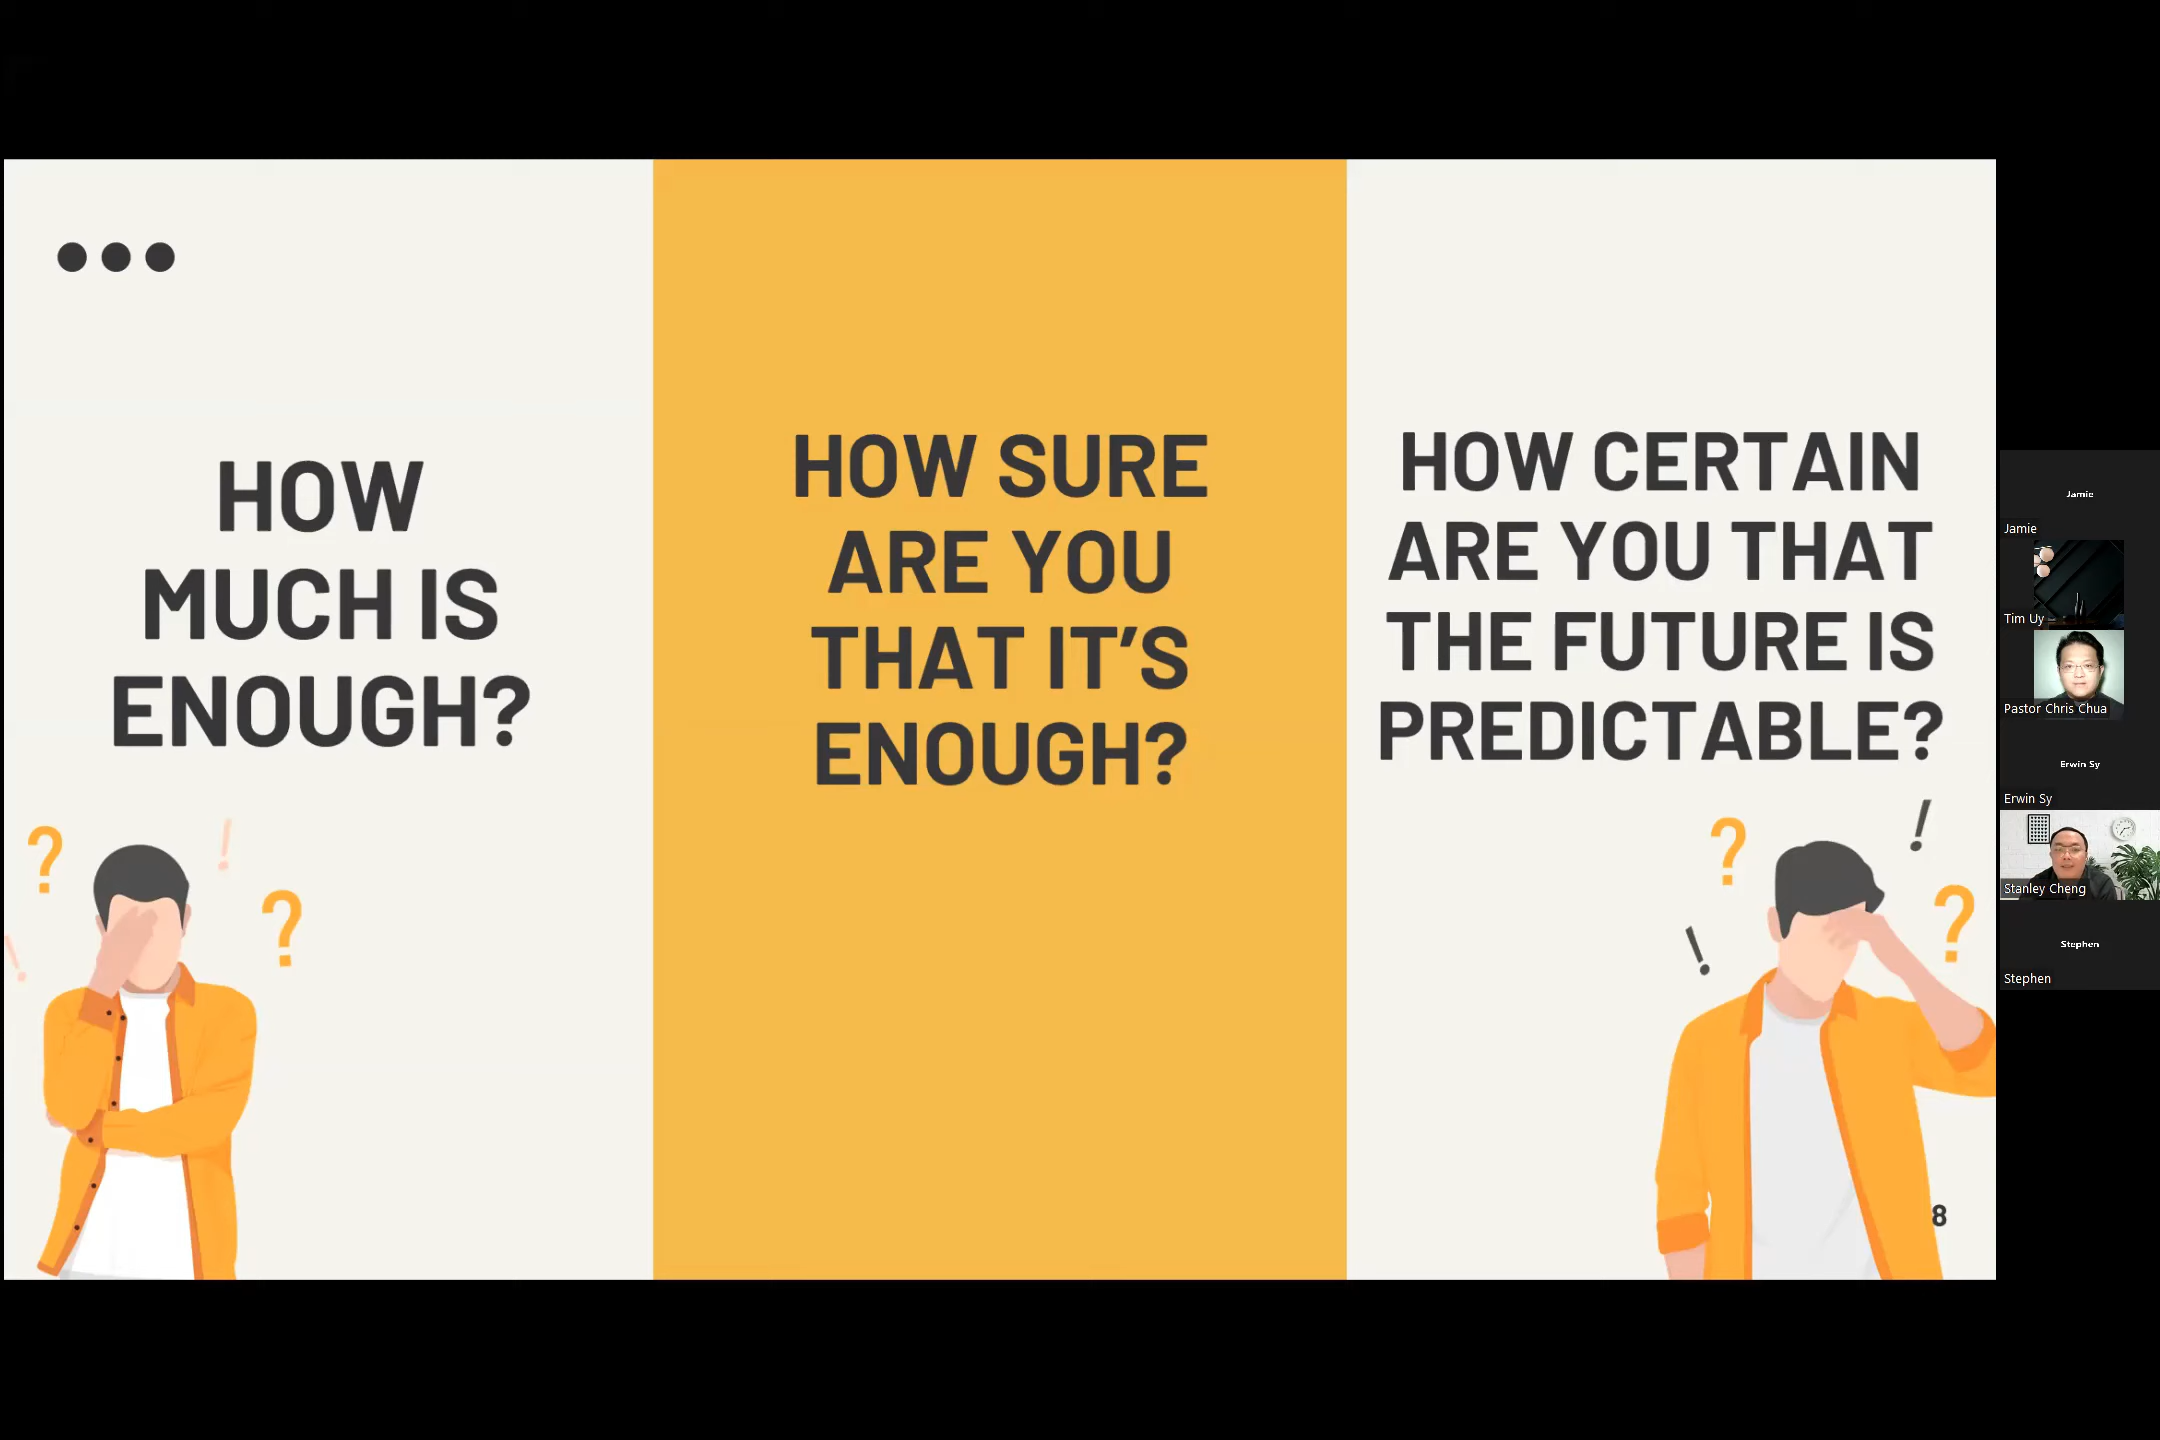 HOW
MUCH IS
ENOUGH?
HOW SURE
ARE YOU
THAT IT’S
ENOUGH?
HOW CERTAIN
ARE YOU THAT
THE FUTURE IS
PREDICTABLE?
? ! ? !
? ! ? !
8
Jamie
Jamie
Tim Uy
Pastor Chris Chua
Erwin Sy
Erwin Sy
Stanley Cheng
Stephen
Stephen